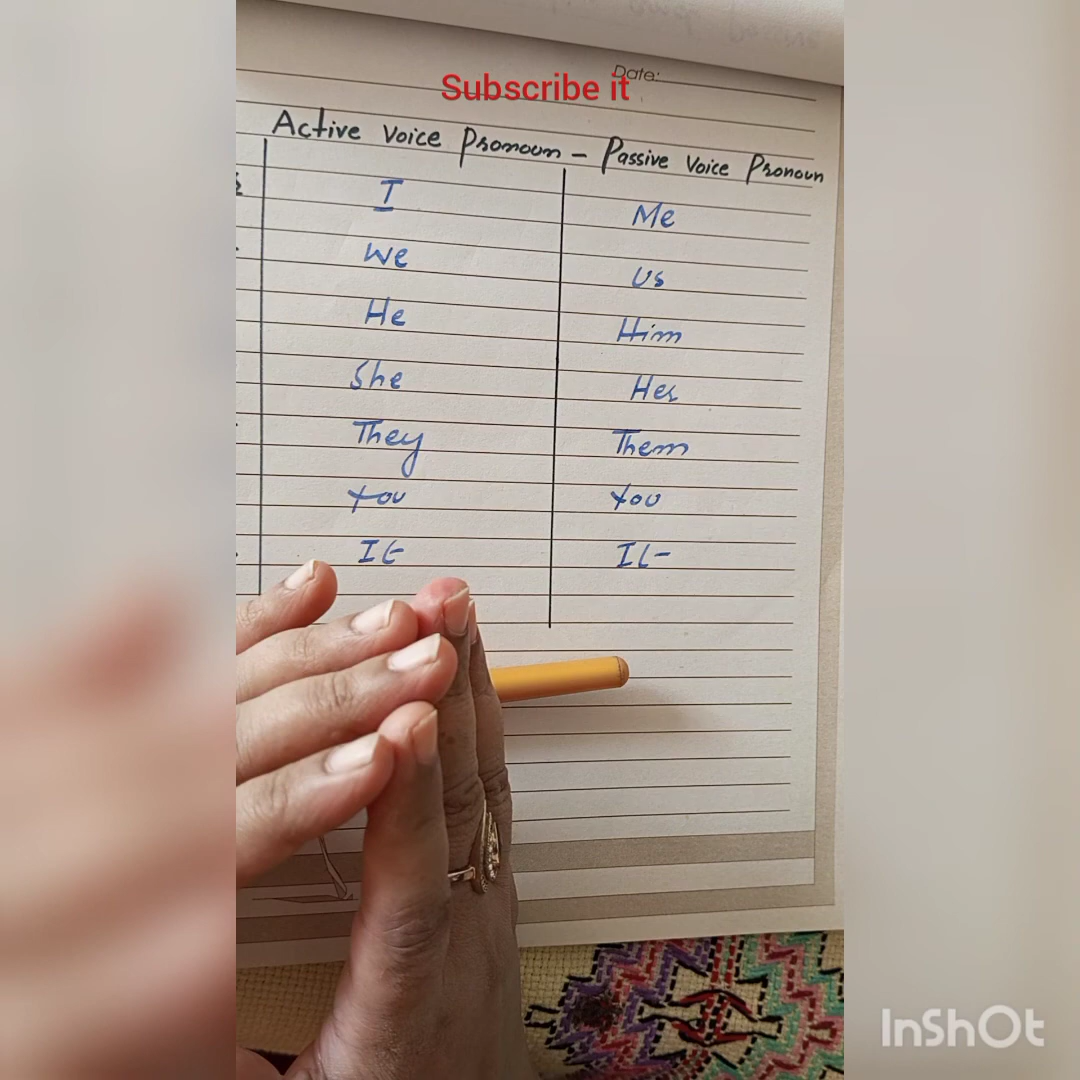 Date:
Subscribe it
Active Voice Pronoun - Passive Voice Pronoun
I Me
We Us
He Him
She Her
They Them
You You
It It
InShOt